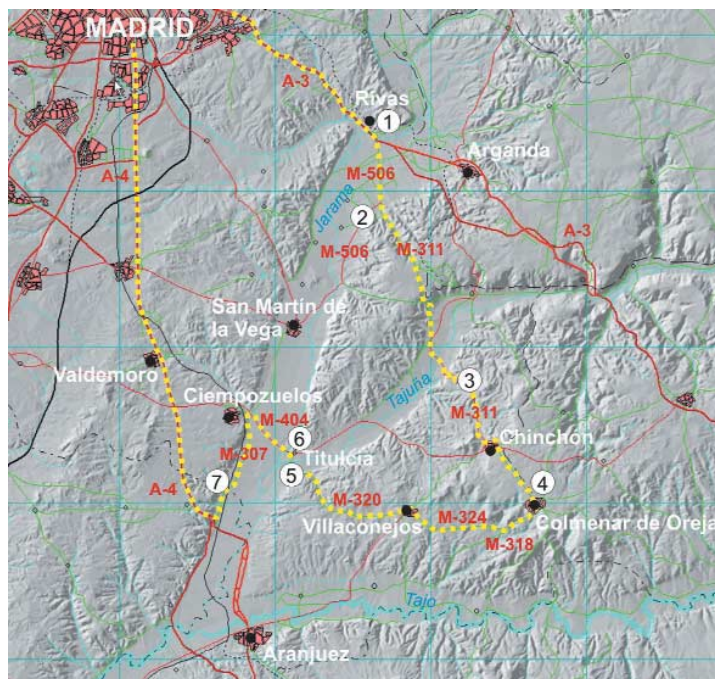 MADRID
A-3
Rivas
1
Arganda
A-4
M-506
Jarama
2
M-506
M-311
A-3
San Martín de
la Vega
Valdemoro
Tajuña
3
Ciempozuelos
M-404
M-311
6
Chinchón
M-307
Titulcia
5
7
4
A-4
M-320
Villaconejos
M-324
Colmenar de Oreja
M-318
Tajo
Aranjuez